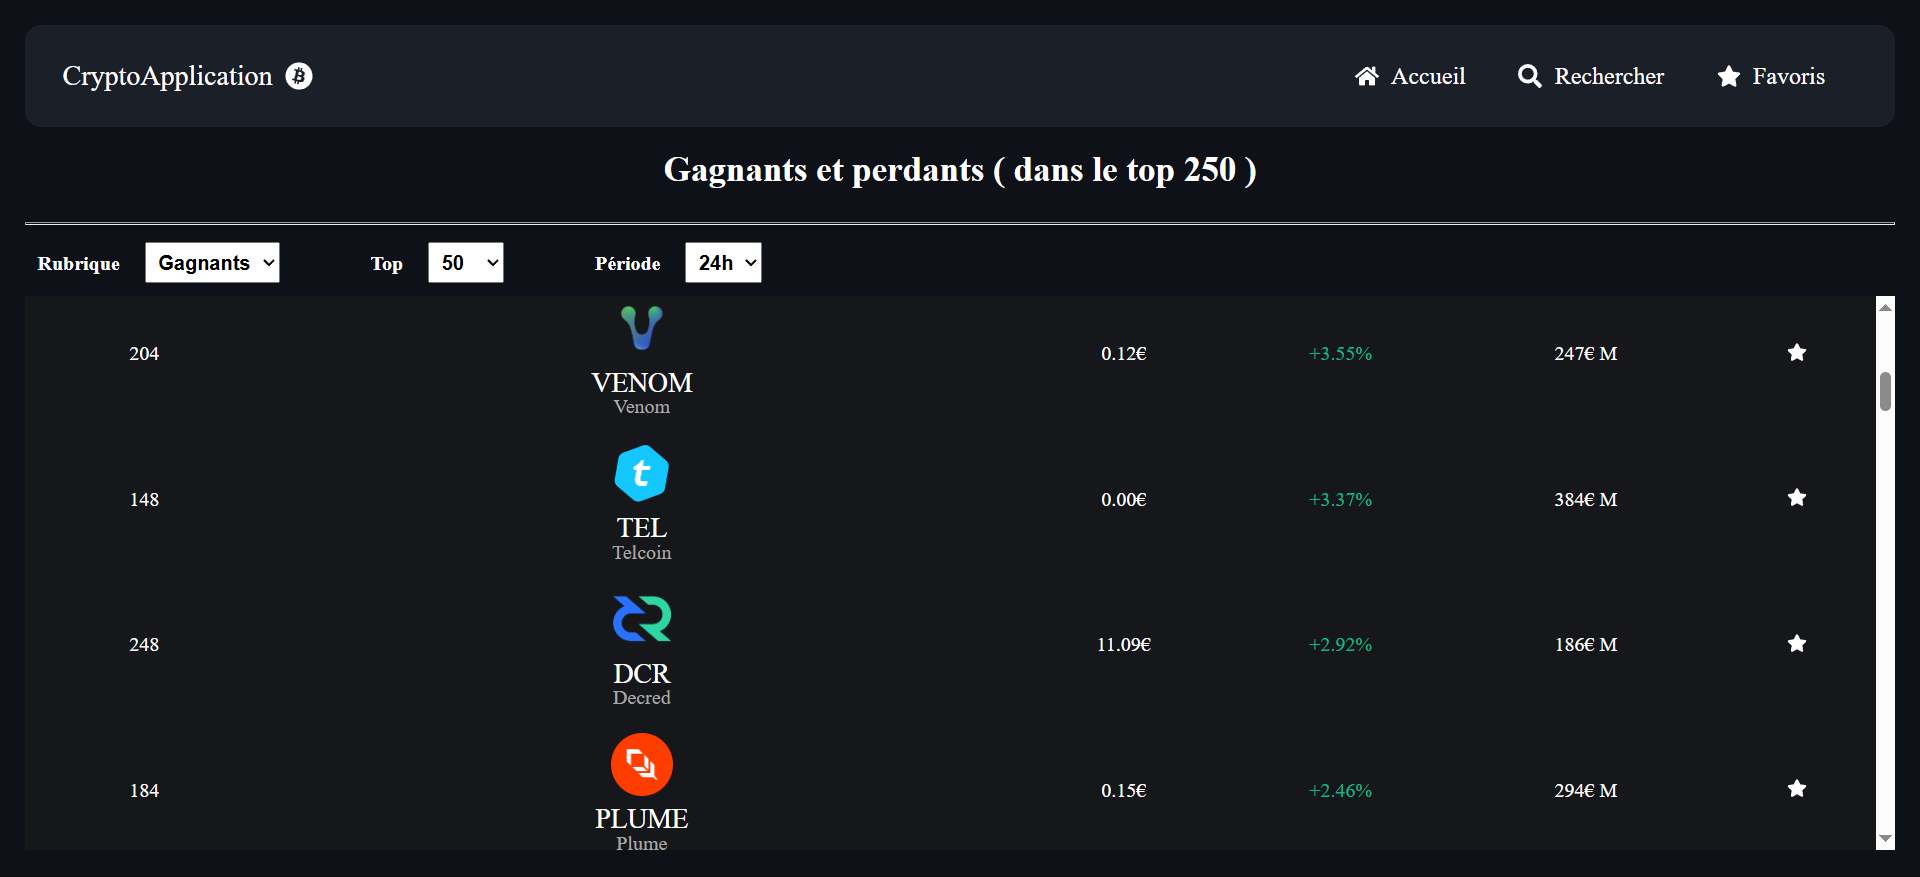 CryptoApplication
Accueil
Rechercher
Favoris
Gagnants et perdants ( dans le top 250 )
Rubrique Gagnants Top 50 Période 24h
204 VENOM 0.12€ +3.55% 247€ M
Venom
148 TEL 0.00€ +3.37% 384€ M
Telcoin
248 DCR 11.09€ +2.92% 186€ M
Decred
184 PLUME 0.15€ +2.46% 294€ M
Plume